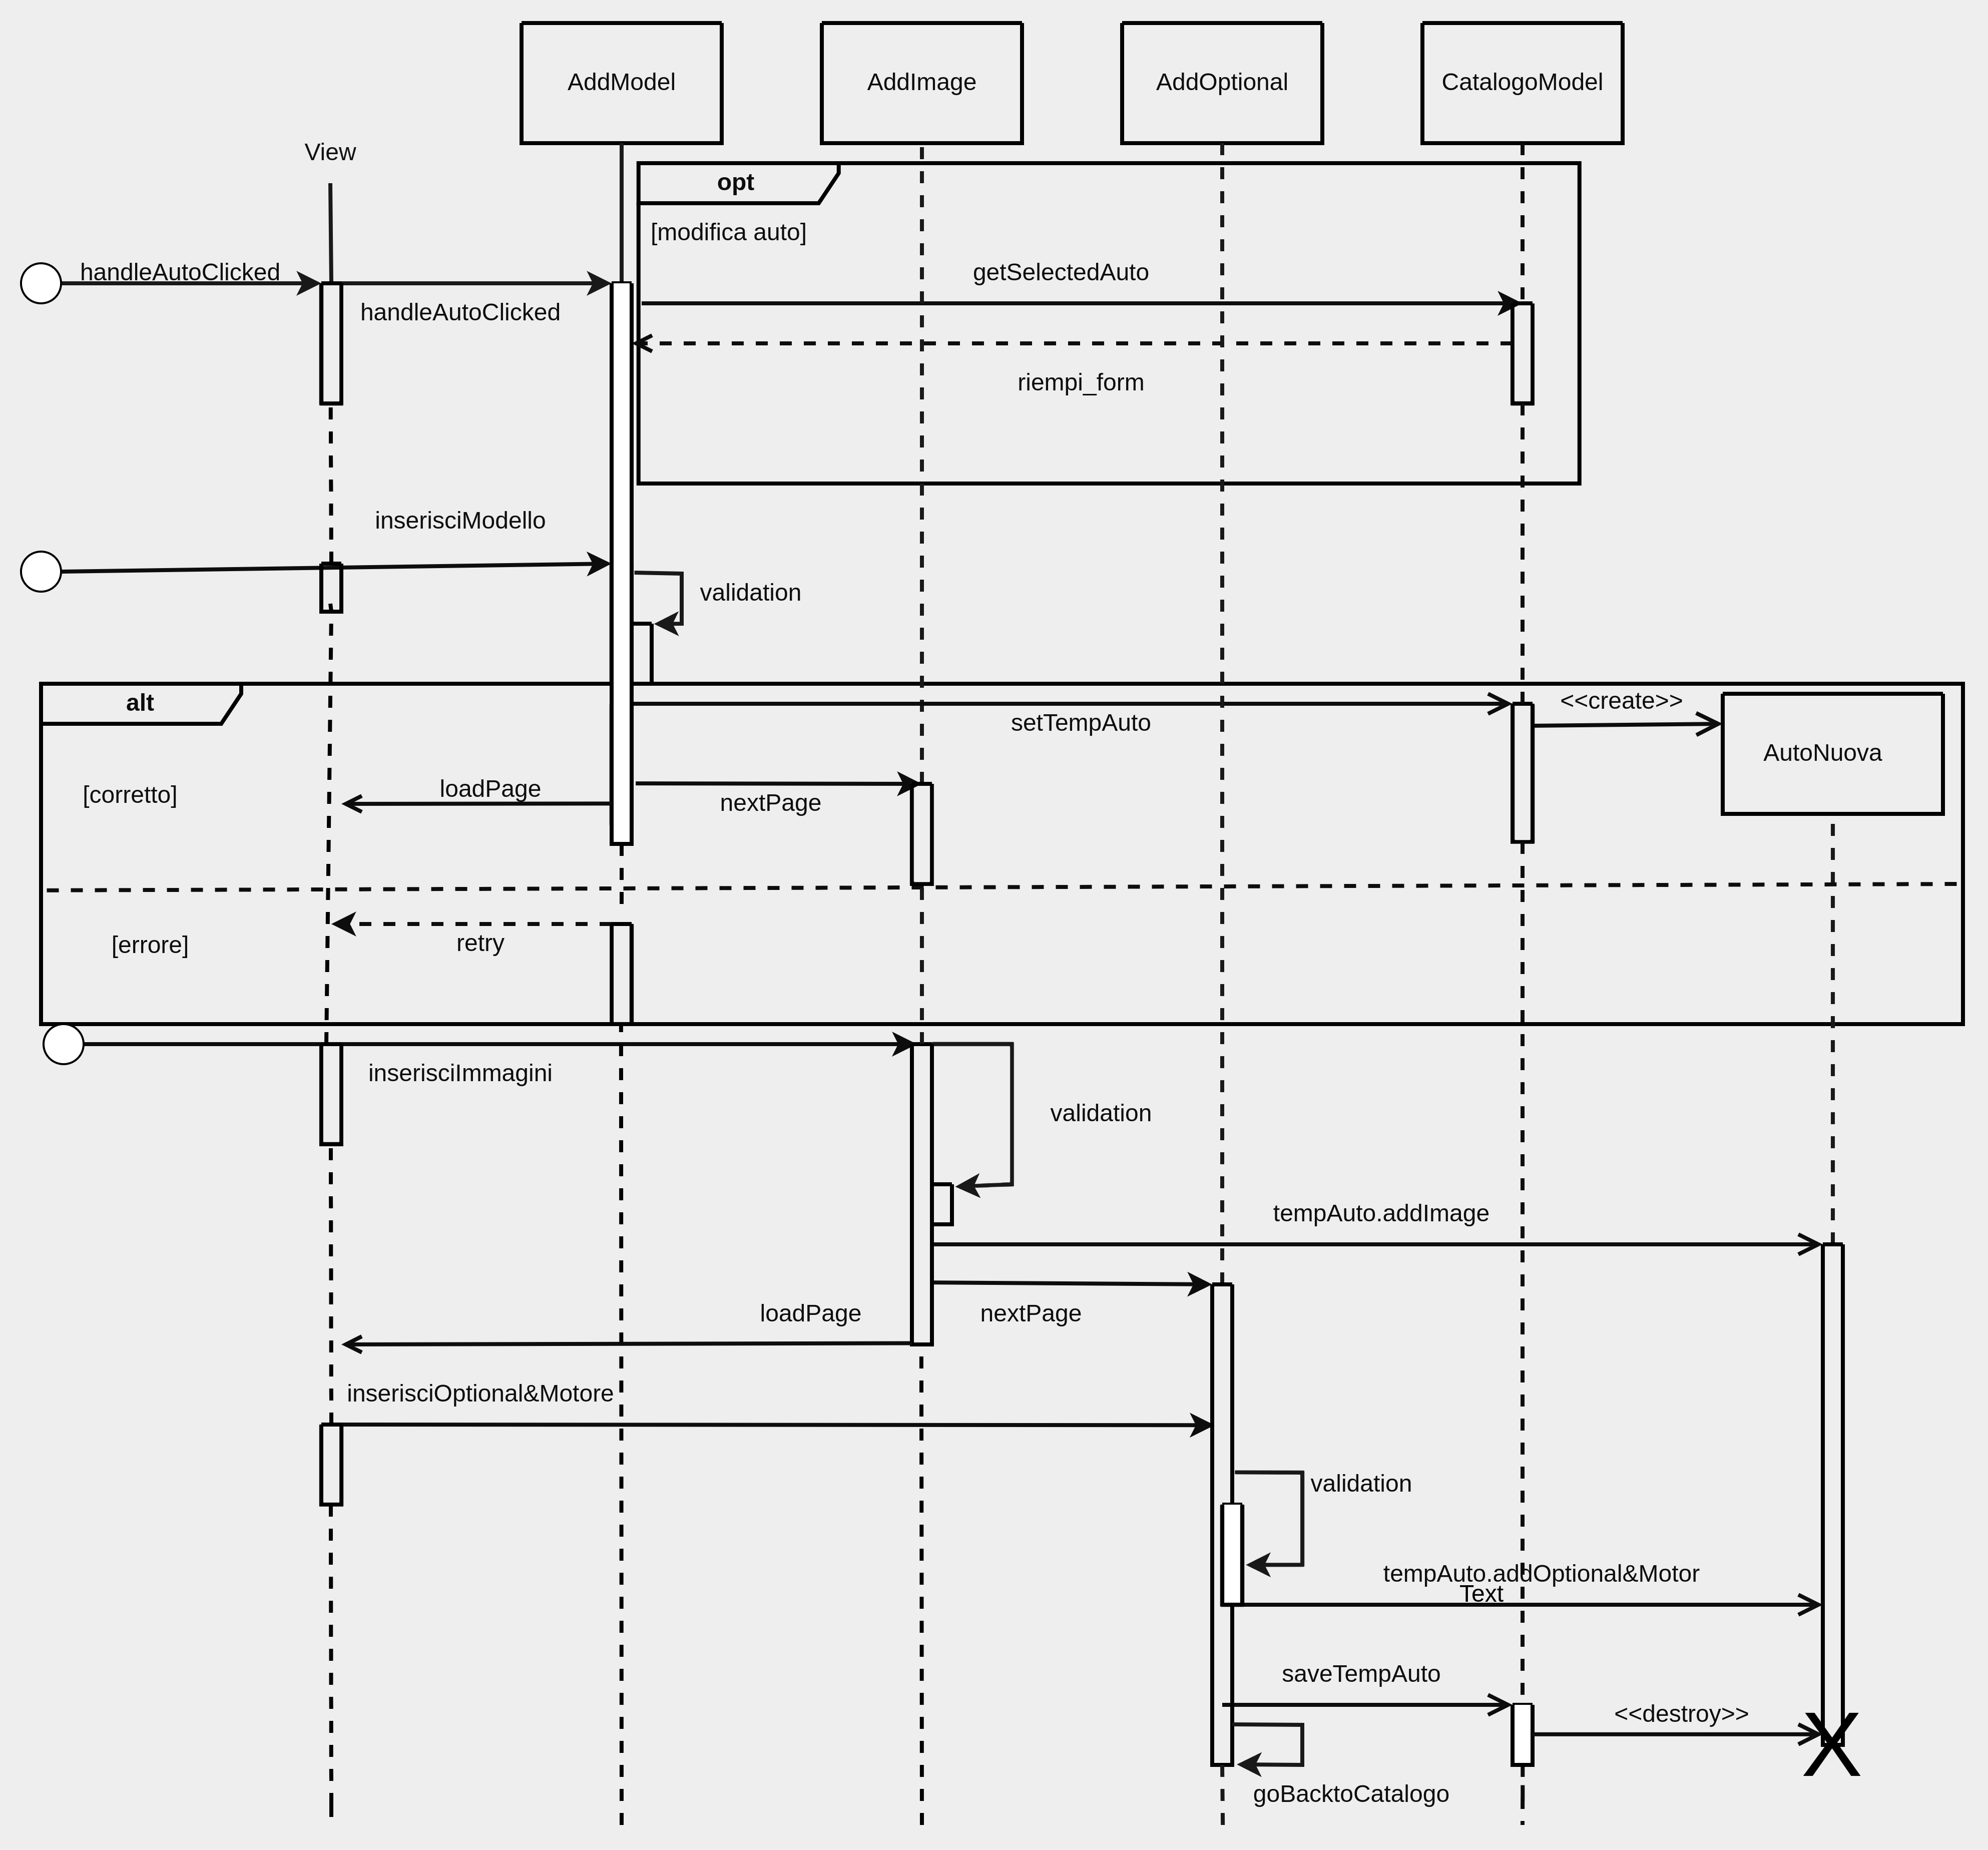 AddModel
AddImage
AddOptional
CatalogoModel
View
opt
[modifica auto]
handleAutoClicked
getSelectedAuto
handleAutoClicked
riempi_form
inserisciModello
validation
alt
<<create>>
setTempAuto
AutoNuova
[corretto]
loadPage
nextPage
[errore]
retry
inserisciImmagini
validation
tempAuto.addImage
loadPage
nextPage
inserisciOptional&Motore
validation
tempAuto.addOptional&Motor
Text
saveTempAuto
<<destroy>>
X
goBacktoCatalogo